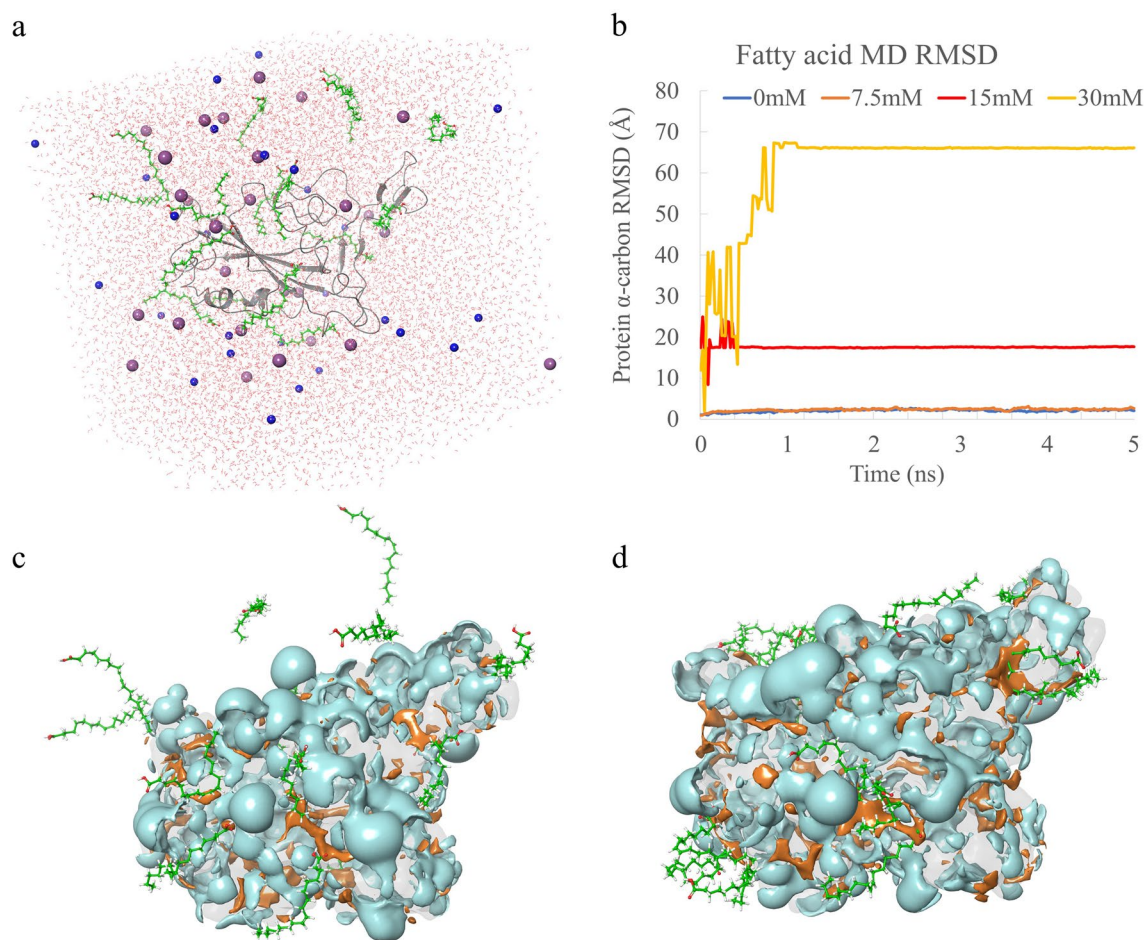 a
b
Fatty acid MD RMSD
0mM 7.5mM 15mM 30mM
Protein α-carbon RMSD (Å)
80
70
60
50
40
30
20
10
0
0 1 2 3 4 5
Time (ns)
c
d